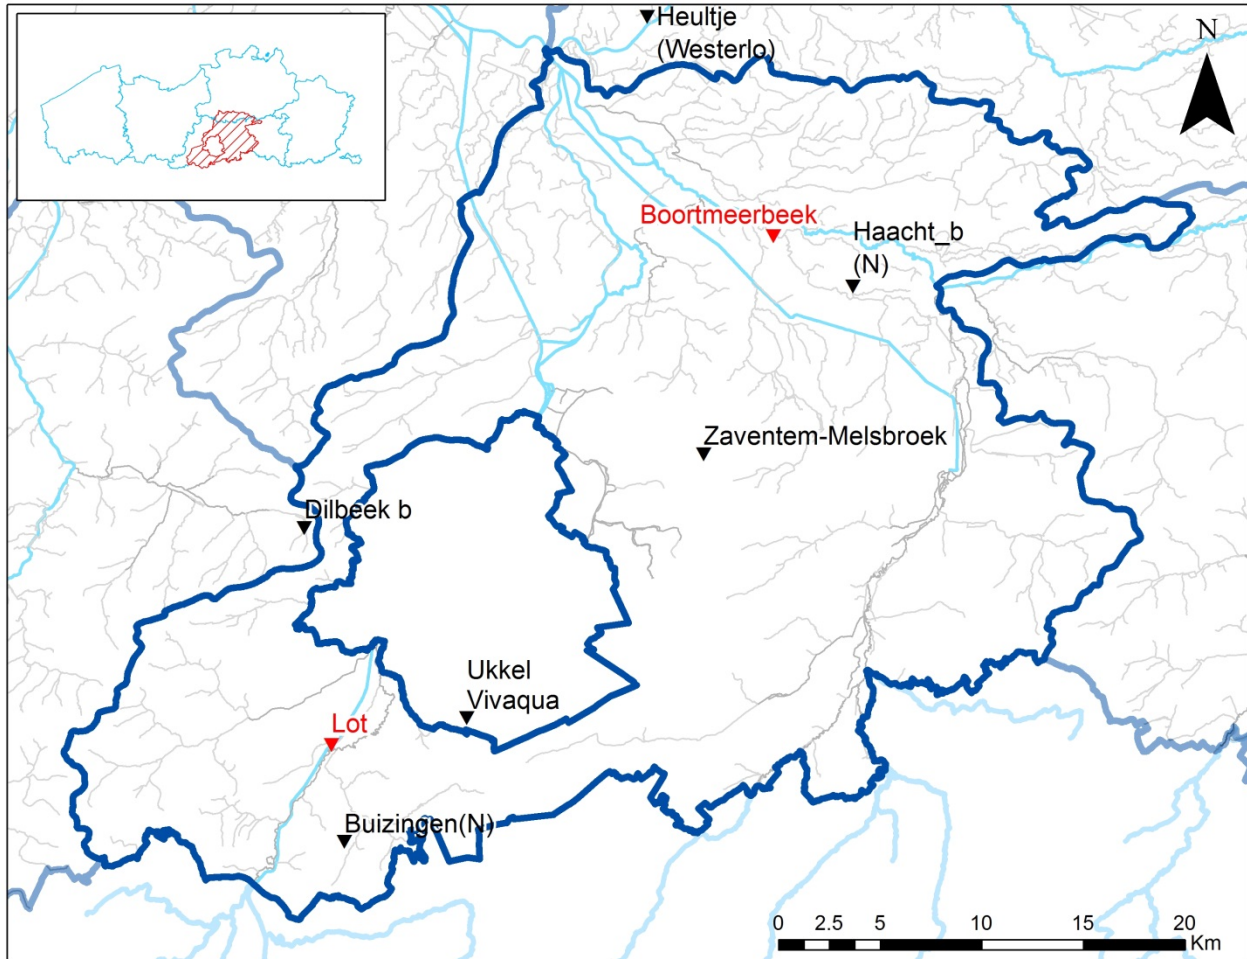 Heultje
(Westerlo)
N
Boortmeerbeek
Haacht_b
(N)
Zaventem-Melsbroek
Dilbeek b
Ukkel
Vivaqua
Lot
Buizingen(N)
0 2.5 5 10 15 20
Km